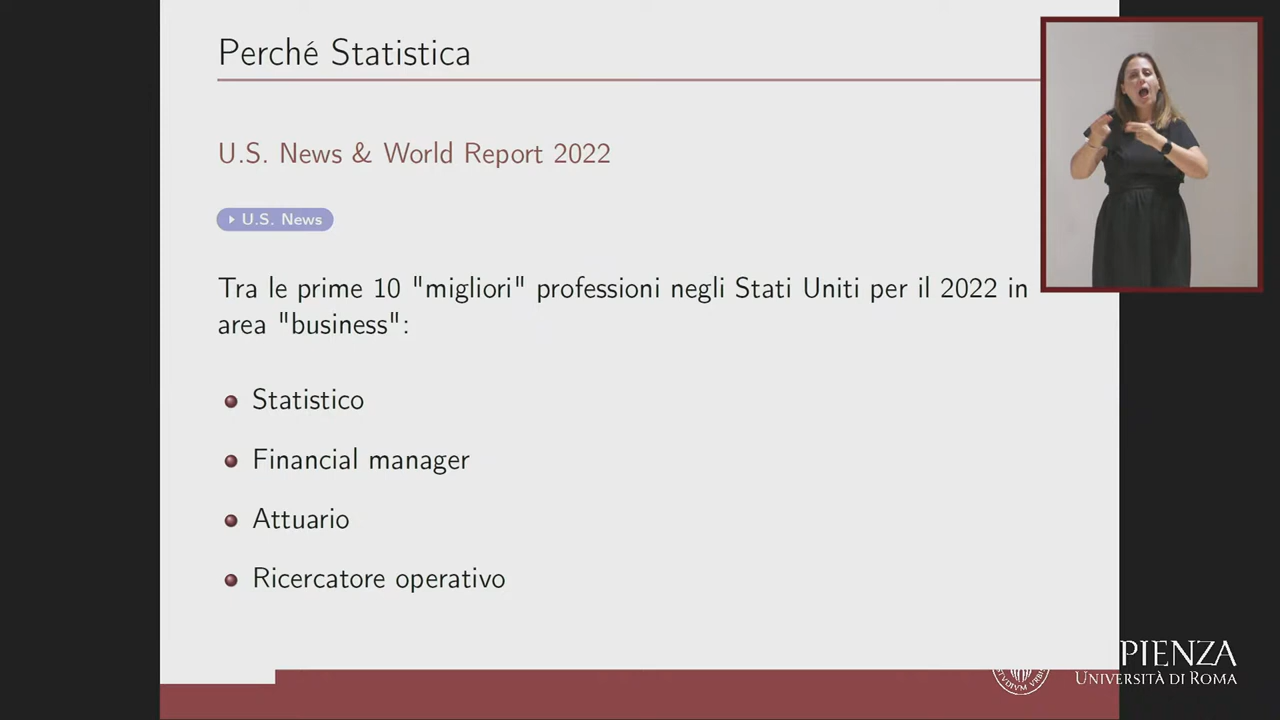 Perché Statistica
U.S. News & World Report 2022
U.S. News
Tra le prime 10 "migliori" professioni negli Stati Uniti per il 2022 in
area "business":
Statistico
Financial manager
Attuario
Ricercatore operativo
PIENZA
UNIVERSITÀ DI ROMA